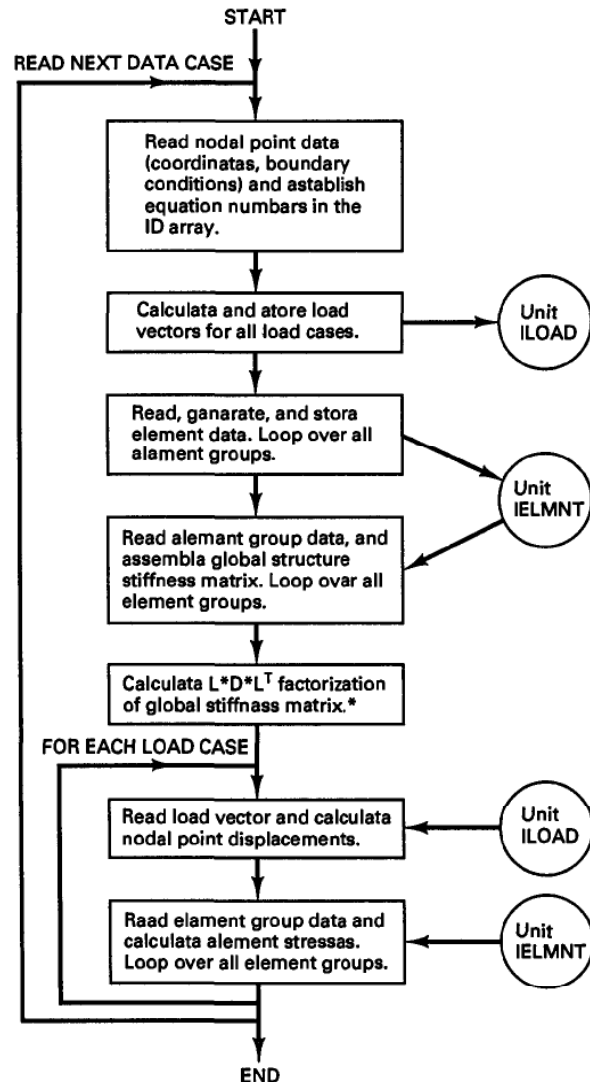 START
READ NEXT DATA CASE
Read nodal point data
(coordinatas, boundary
conditions) and astablish
equation numbars in the
ID array.
Calculata and atore load
vectors for all load cases.
Unit
ILOAD
Read, ganarate, and stora
element data. Loop over all
alament groups.
Unit
IELMNT
Read alemant group data, and
assembla global structure
stiffness matrix. Loop ovar all
element groups.
Calculata L*D*Lᵀ factorization
of global stiffness matrix.*
FOR EACH LOAD CASE
Read load vector and calculata
nodal point displacements.
Unit
ILOAD
Raad elament group data and
calculata alement stressas.
Loop over all element groups.
Unit
IELMNT
END